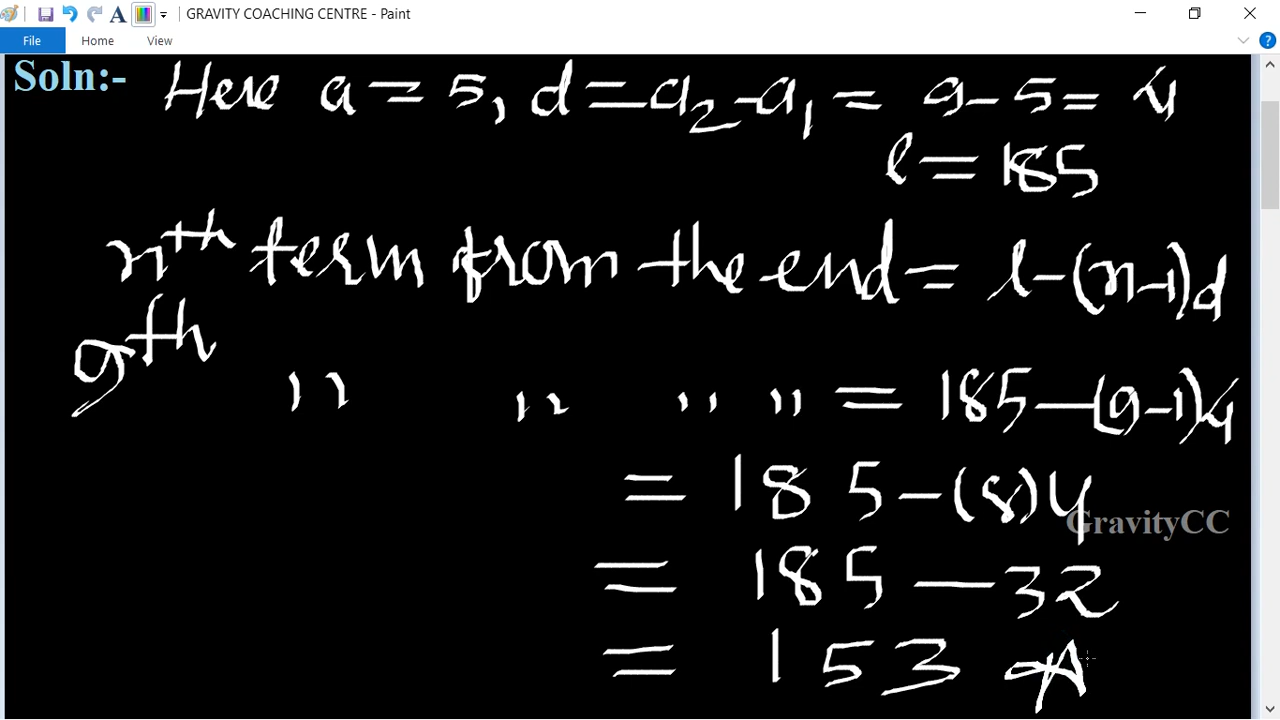 GRAVITY COACHING CENTRE - Paint
File Home View
Soln:- Here a = 5, d = a₂ - a₁ = 9 - 5 = 4
l = 185
nᵗʰ term from the end = l - (n-1)d
9ᵗʰ " " " " = 185 - (9-1)4
= 185 - (8)4
GravityCC
= 185 - 32
= 153 A